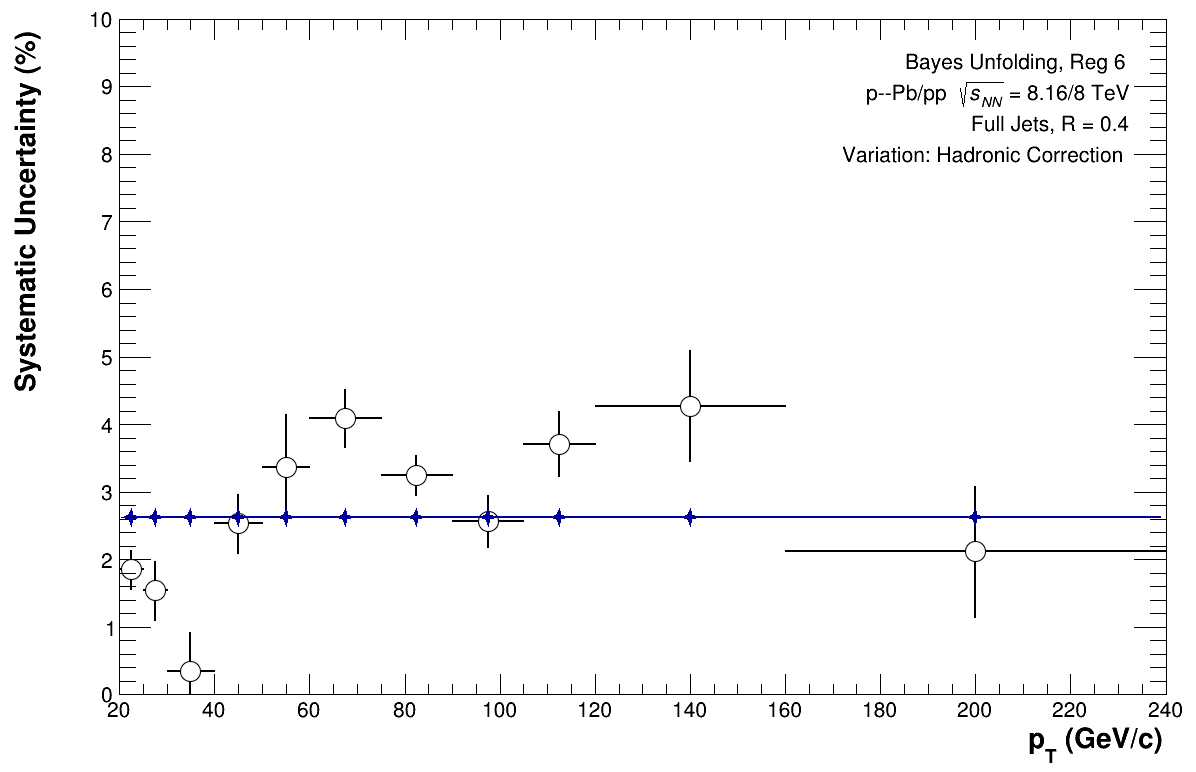 Systematic Uncertainty (%)
10
9
8
7
6
5
4
3
2
1
0
Bayes Unfolding, Reg 6
p--Pb/pp √s_NN = 8.16/8 TeV
Full Jets, R = 0.4
Variation: Hadronic Correction
20 40 60 80 100 120 140 160 180 200 220 240
p_T (GeV/c)